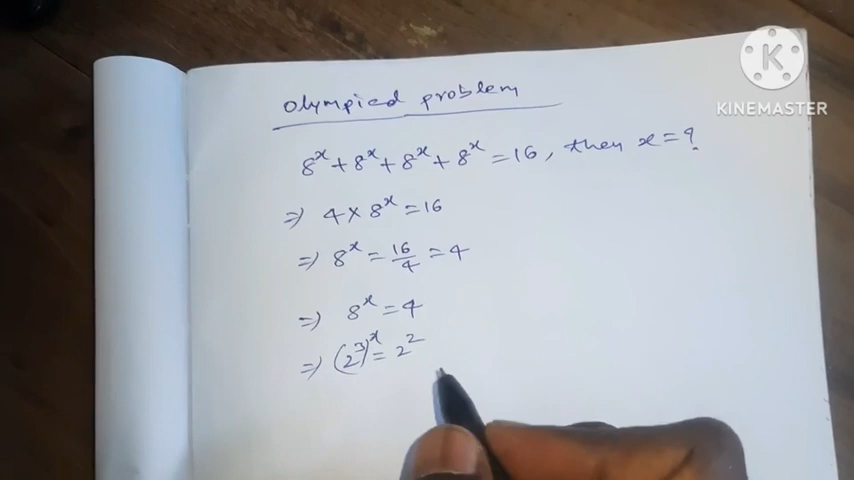 KINEMASTER
Olympied problem
8^x + 8^x + 8^x + 8^x = 16, then x = ?
=> 4 × 8^x = 16
=> 8^x = 16/4 = 4
=> 8^x = 4
=> (2^3)^x = 2^2